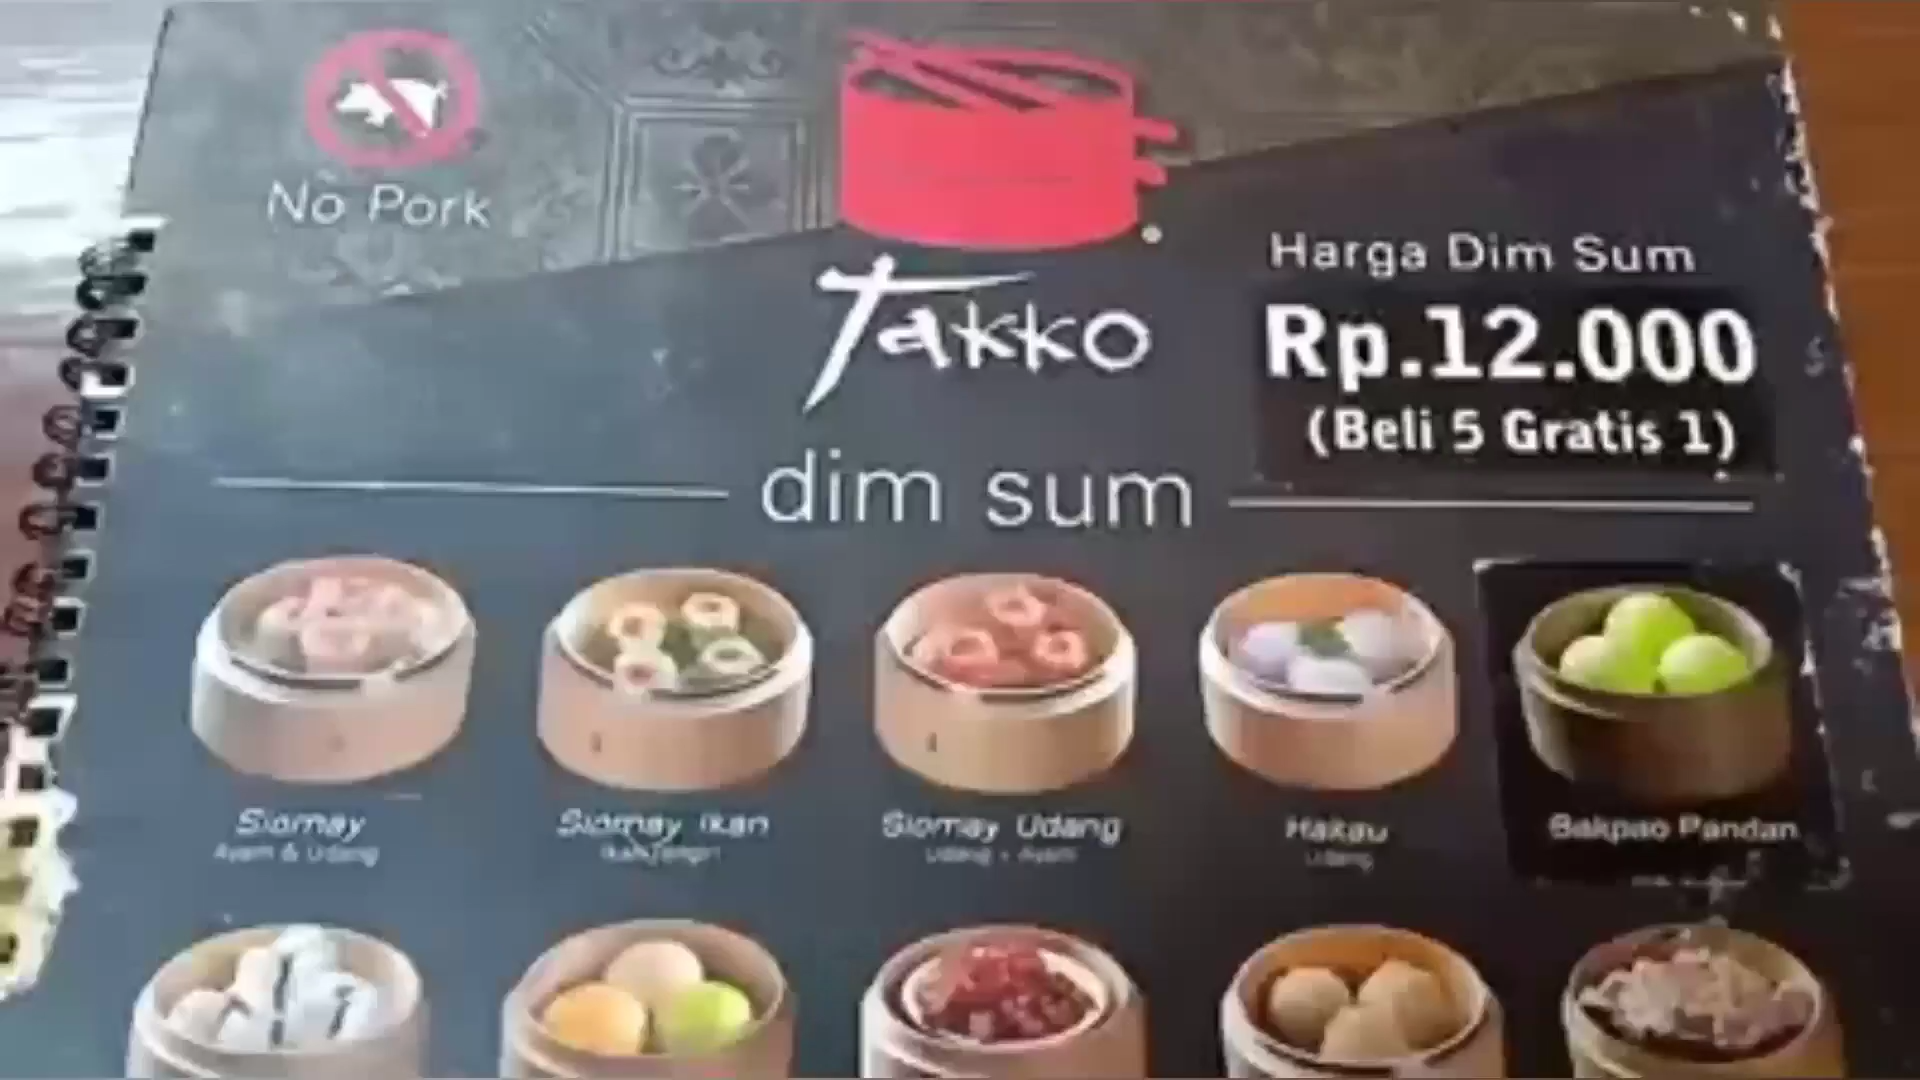 No Pork
Takko
Harga Dim Sum
Rp.12.000
(Beli 5 Gratis 1)
dim sum
Siomay
Ayam & Udang
Siomay Ikan
Siomay Udang
Udang + Ayam
Hakau
Udang
Bakpao Pandan